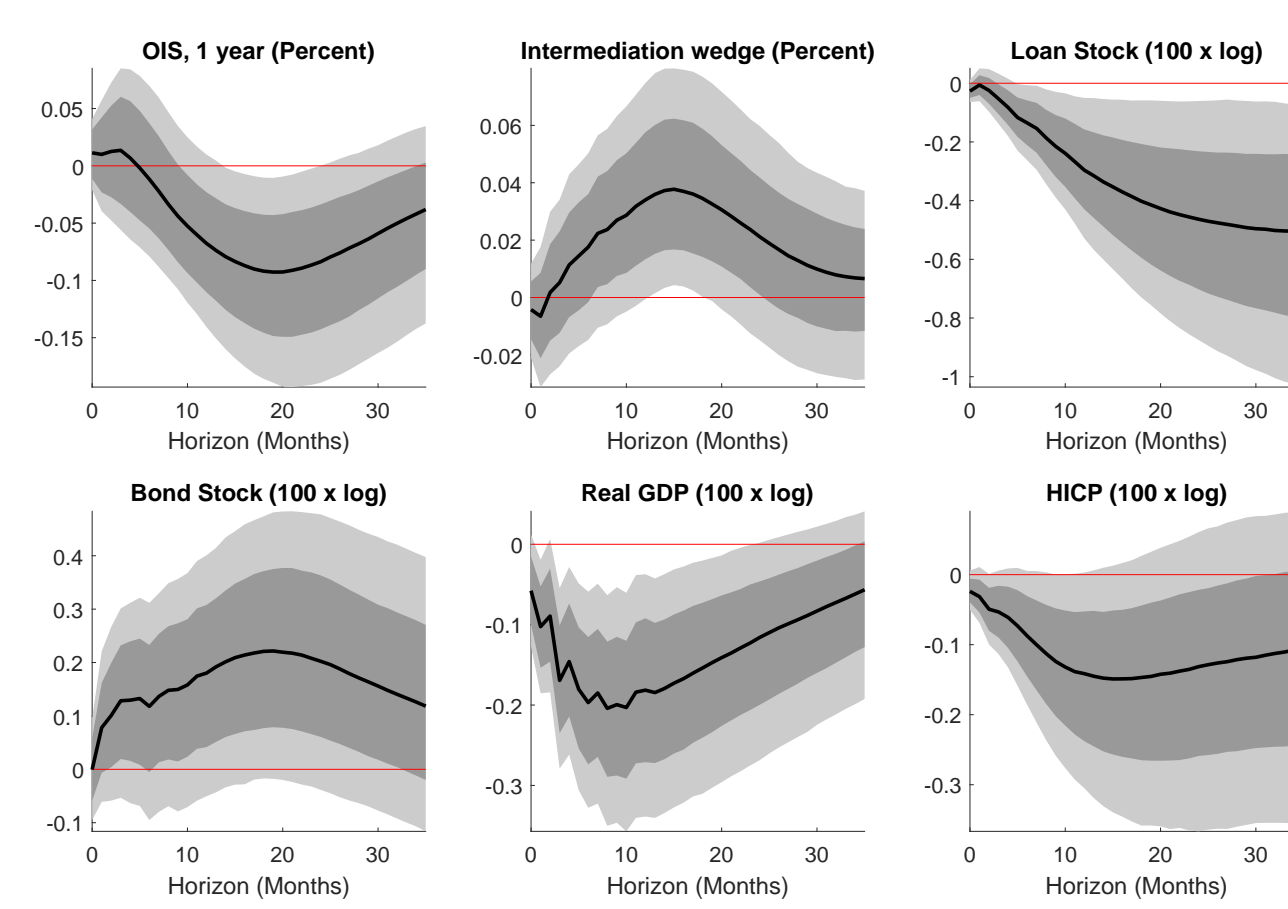 OIS, 1 year (Percent)
0.05
0
-0.05
-0.1
-0.15
0 10 20 30
Horizon (Months)
Intermediation wedge (Percent)
0.06
0.04
0.02
0
-0.02
0 10 20 30
Horizon (Months)
Loan Stock (100 x log)
0
-0.2
-0.4
-0.6
-0.8
-1
0 10 20 30
Horizon (Months)
Bond Stock (100 x log)
0.4
0.3
0.2
0.1
0
-0.1
0 10 20 30
Horizon (Months)
Real GDP (100 x log)
0
-0.1
-0.2
-0.3
0 10 20 30
Horizon (Months)
HICP (100 x log)
0
-0.1
-0.2
-0.3
0 10 20 30
Horizon (Months)